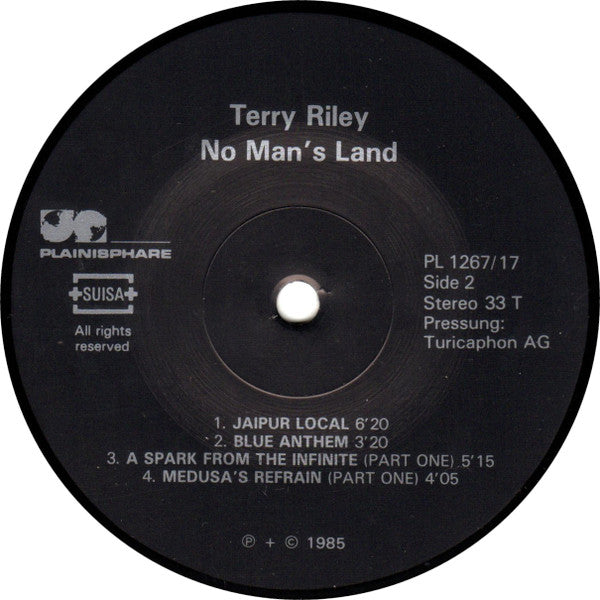 Terry Riley
No Man's Land
PLAINISPHARE
SUISA
All rights
reserved
PL 1267/17
Side 2
Stereo 33 T
Pressung:
Turicaphon AG
1. JAIPUR LOCAL 6'20
2. BLUE ANTHEM 3'20
3. A SPARK FROM THE INFINITE (PART ONE) 5'15
4. MEDUSA'S REFRAIN (PART ONE) 4'05
℗ + © 1985